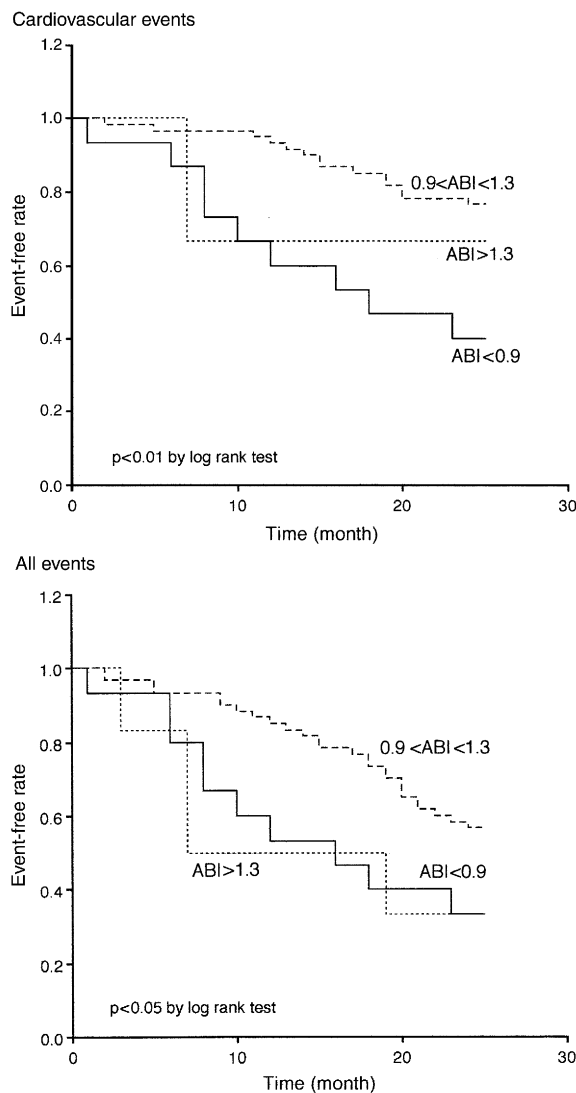 Cardiovascular events
1.2
1.0
0.8
0.6
0.4
0.2
0.0
Event-free rate
0.9<ABI<1.3
ABI>1.3
ABI<0.9
p<0.01 by log rank test
0
10
20
30
Time (month)
All events
1.2
1.0
0.8
0.6
0.4
0.2
0.0
Event-free rate
0.9 <ABI<1.3
ABI>1.3
ABI<0.9
p<0.05 by log rank test
0
10
20
30
Time (month)